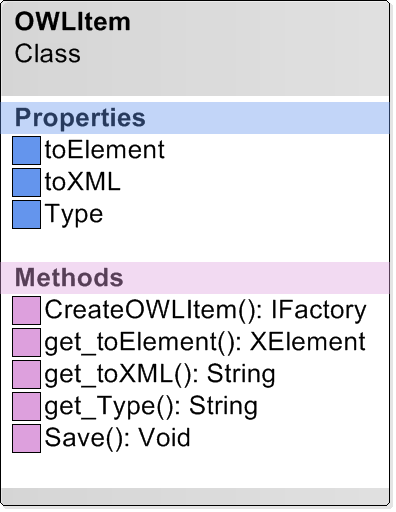 OWLItem
Class
Properties
toElement
toXML
Type
Methods
CreateOWLItem(): IFactory
get_toElement(): XElement
get_toXML(): String
get_Type(): String
Save(): Void